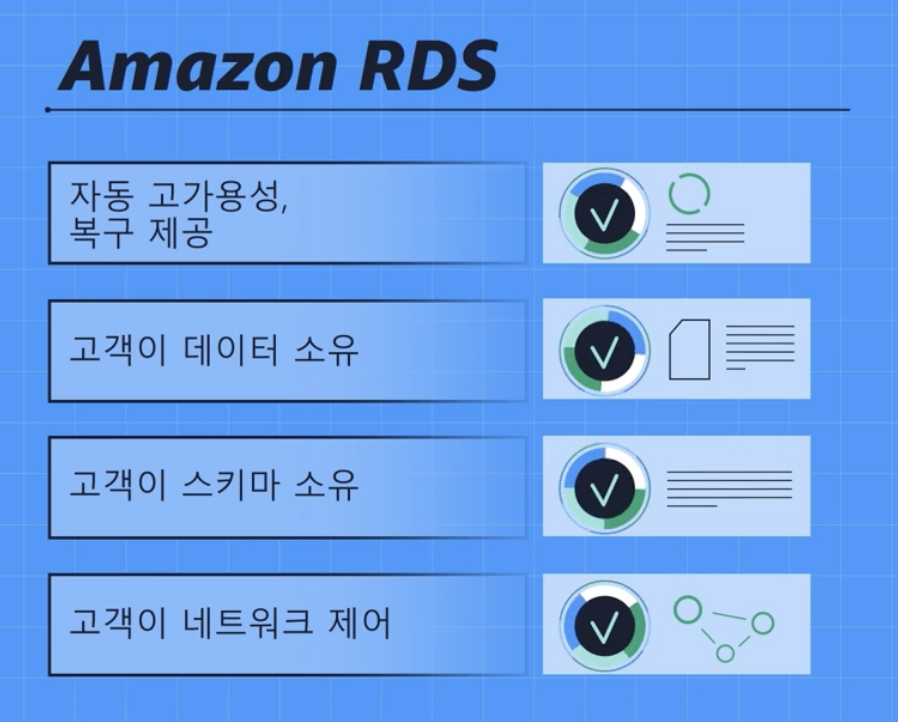 Amazon RDS
자동 고가용성,
복구 제공
고객이 데이터 소유
고객이 스키마 소유
고객이 네트워크 제어